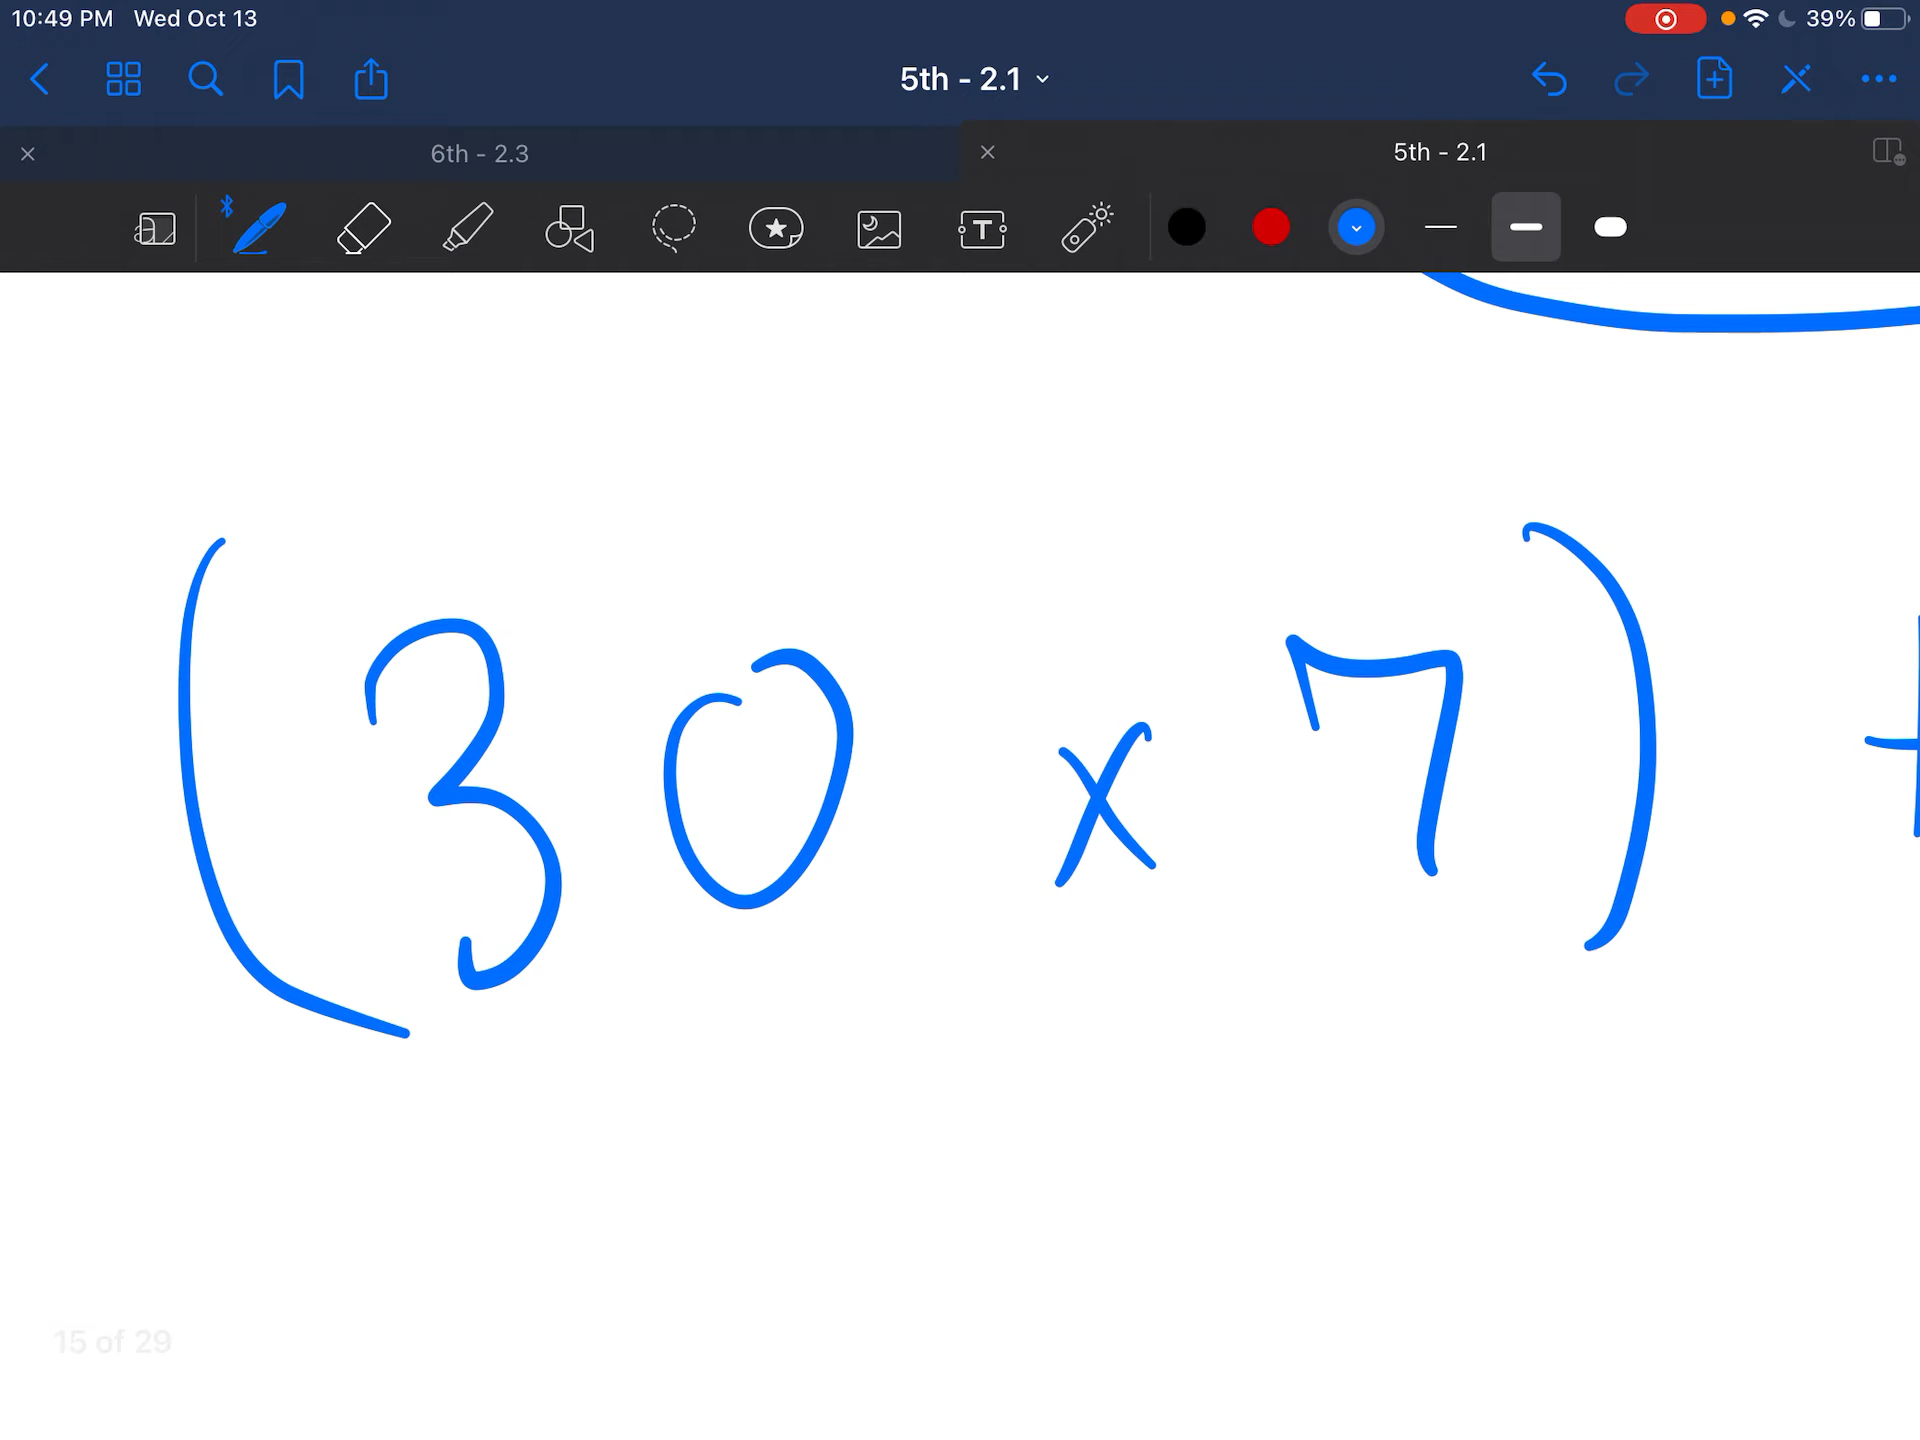 10:49 PM Wed Oct 13 39%
5th - 2.1
6th - 2.3 5th - 2.1
T
(30 x 7) +
15 of 29